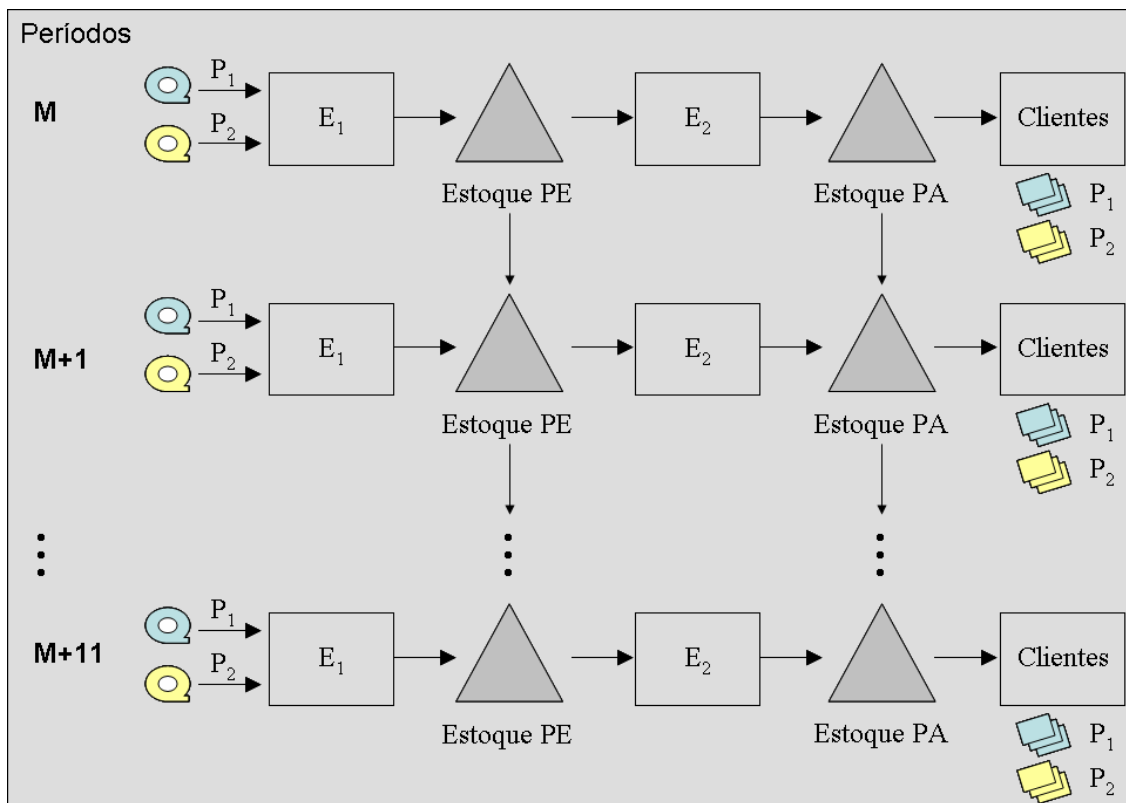 Períodos
M
P₁
P₂
E₁
E₂
Clientes
Estoque PE
Estoque PA
P₁
P₂
M+1
P₁
P₂
E₁
E₂
Clientes
Estoque PE
Estoque PA
P₁
P₂
M+11
P₁
P₂
E₁
E₂
Clientes
Estoque PE
Estoque PA
P₁
P₂